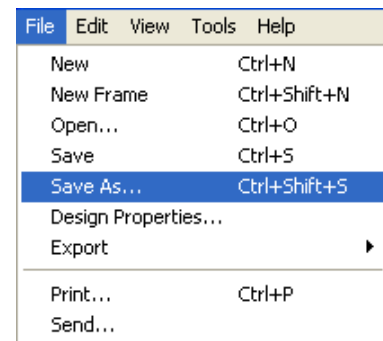 File Edit View Tools Help
New Ctrl+N
New Frame Ctrl+Shift+N
Open... Ctrl+O
Save Ctrl+S
Save As... Ctrl+Shift+S
Design Properties...
Export
Print... Ctrl+P
Send...